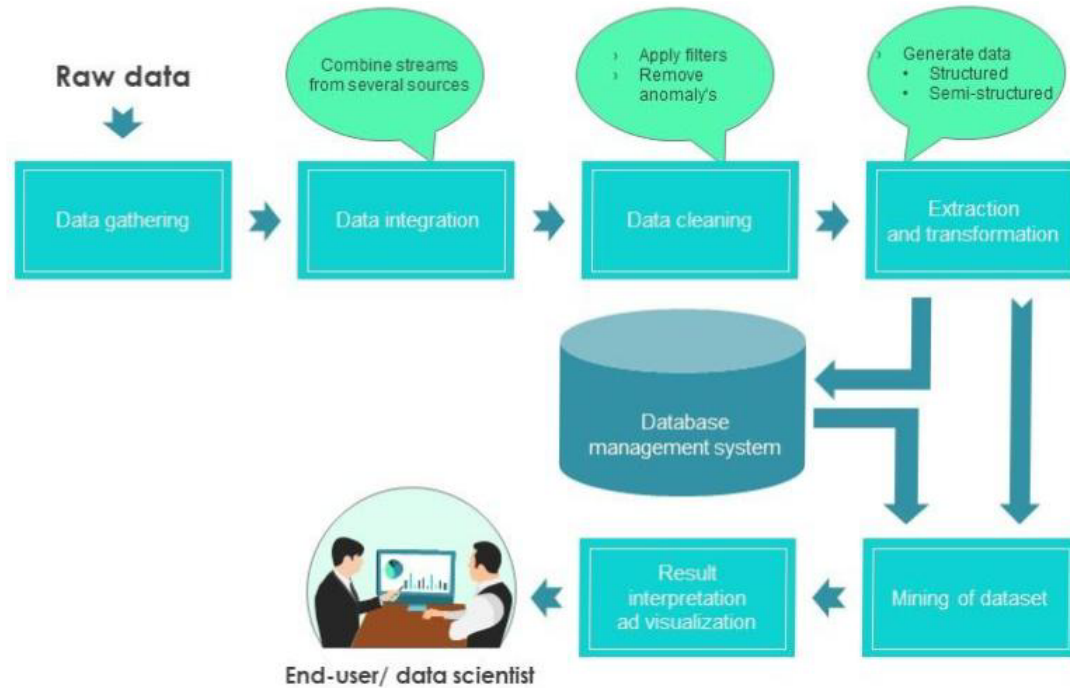 Raw data
Combine streams
from several sources
› Apply filters
› Remove
anomaly's
› Generate data
• Structured
• Semi-structured
Data gathering
Data integration
Data cleaning
Extraction
and transformation
Database
management system
Result
interpretation
ad visualization
Mining of dataset
End-user/ data scientist